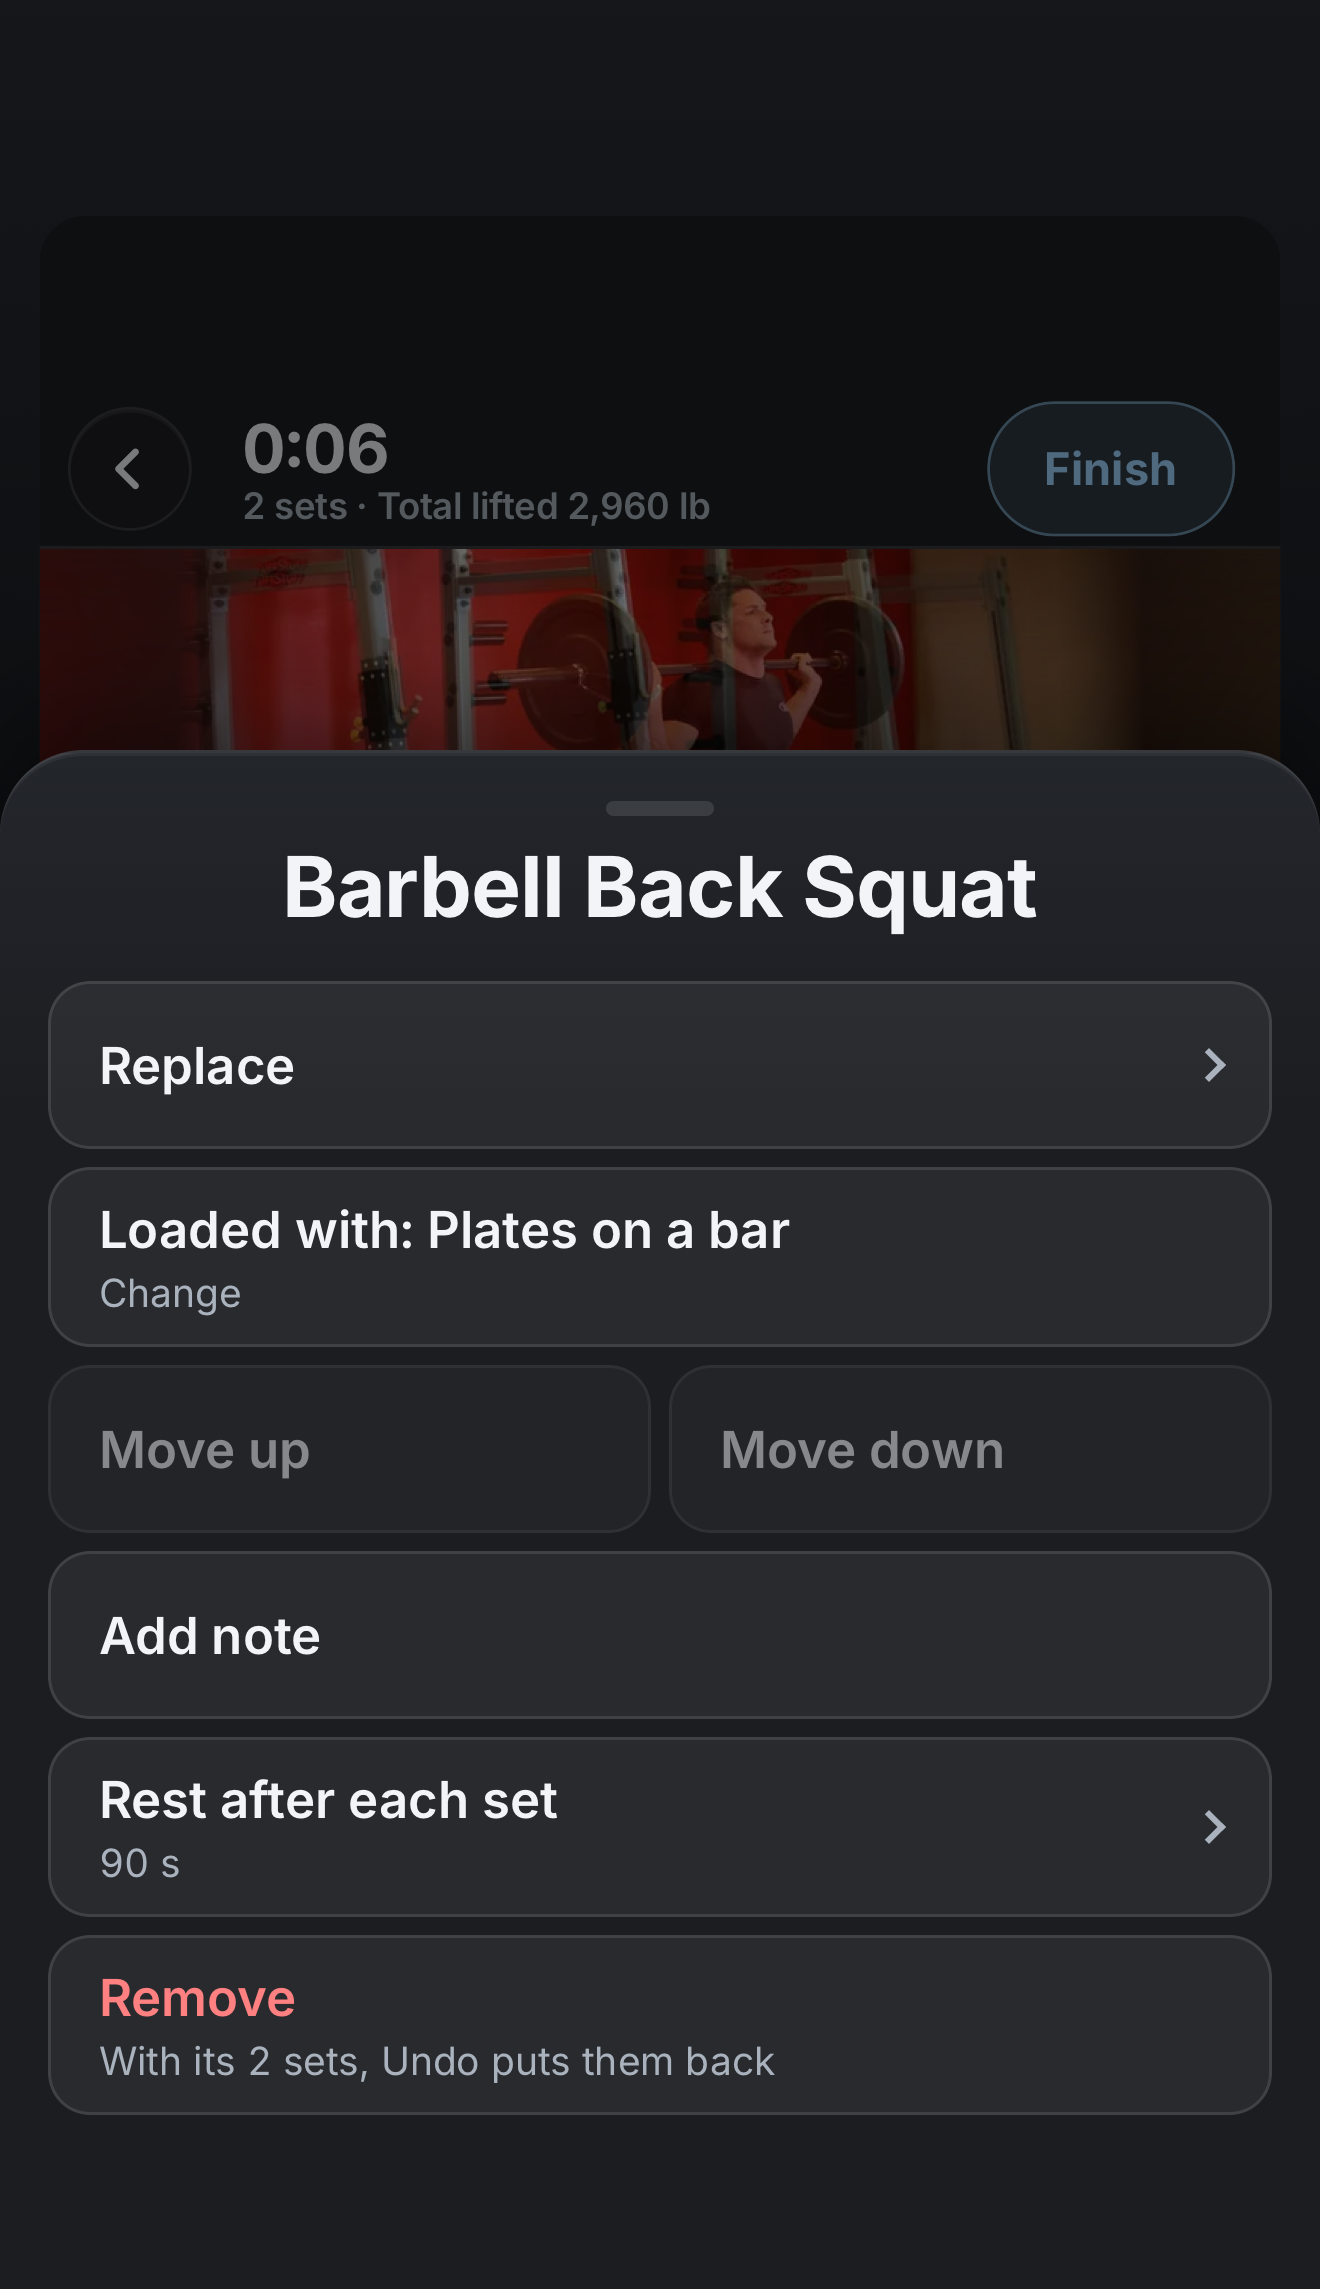 0:06
2 sets · Total lifted 2,960 lb
Finish
Barbell Back Squat
Replace
Loaded with: Plates on a bar
Change
Move up
Move down
Add note
Rest after each set
90 s
Remove
With its 2 sets, Undo puts them back